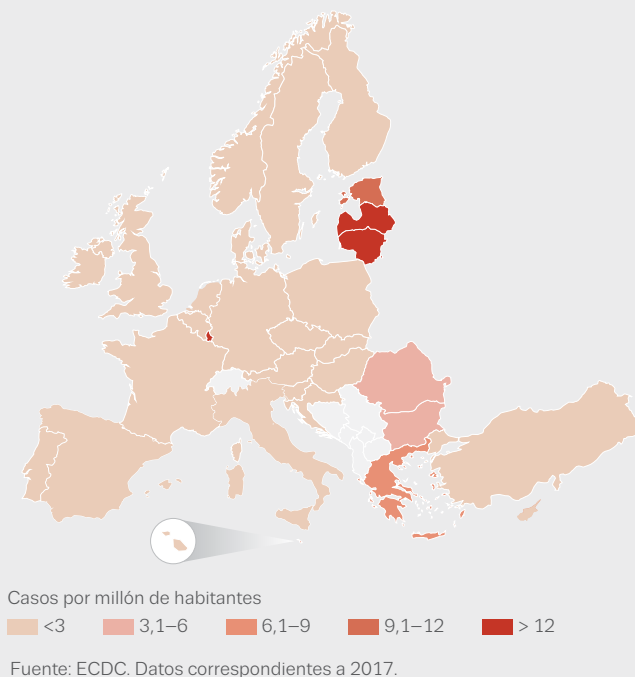 Casos por millón de habitantes
<3 3,1–6 6,1–9 9,1–12 > 12
Fuente: ECDC. Datos correspondientes a 2017.